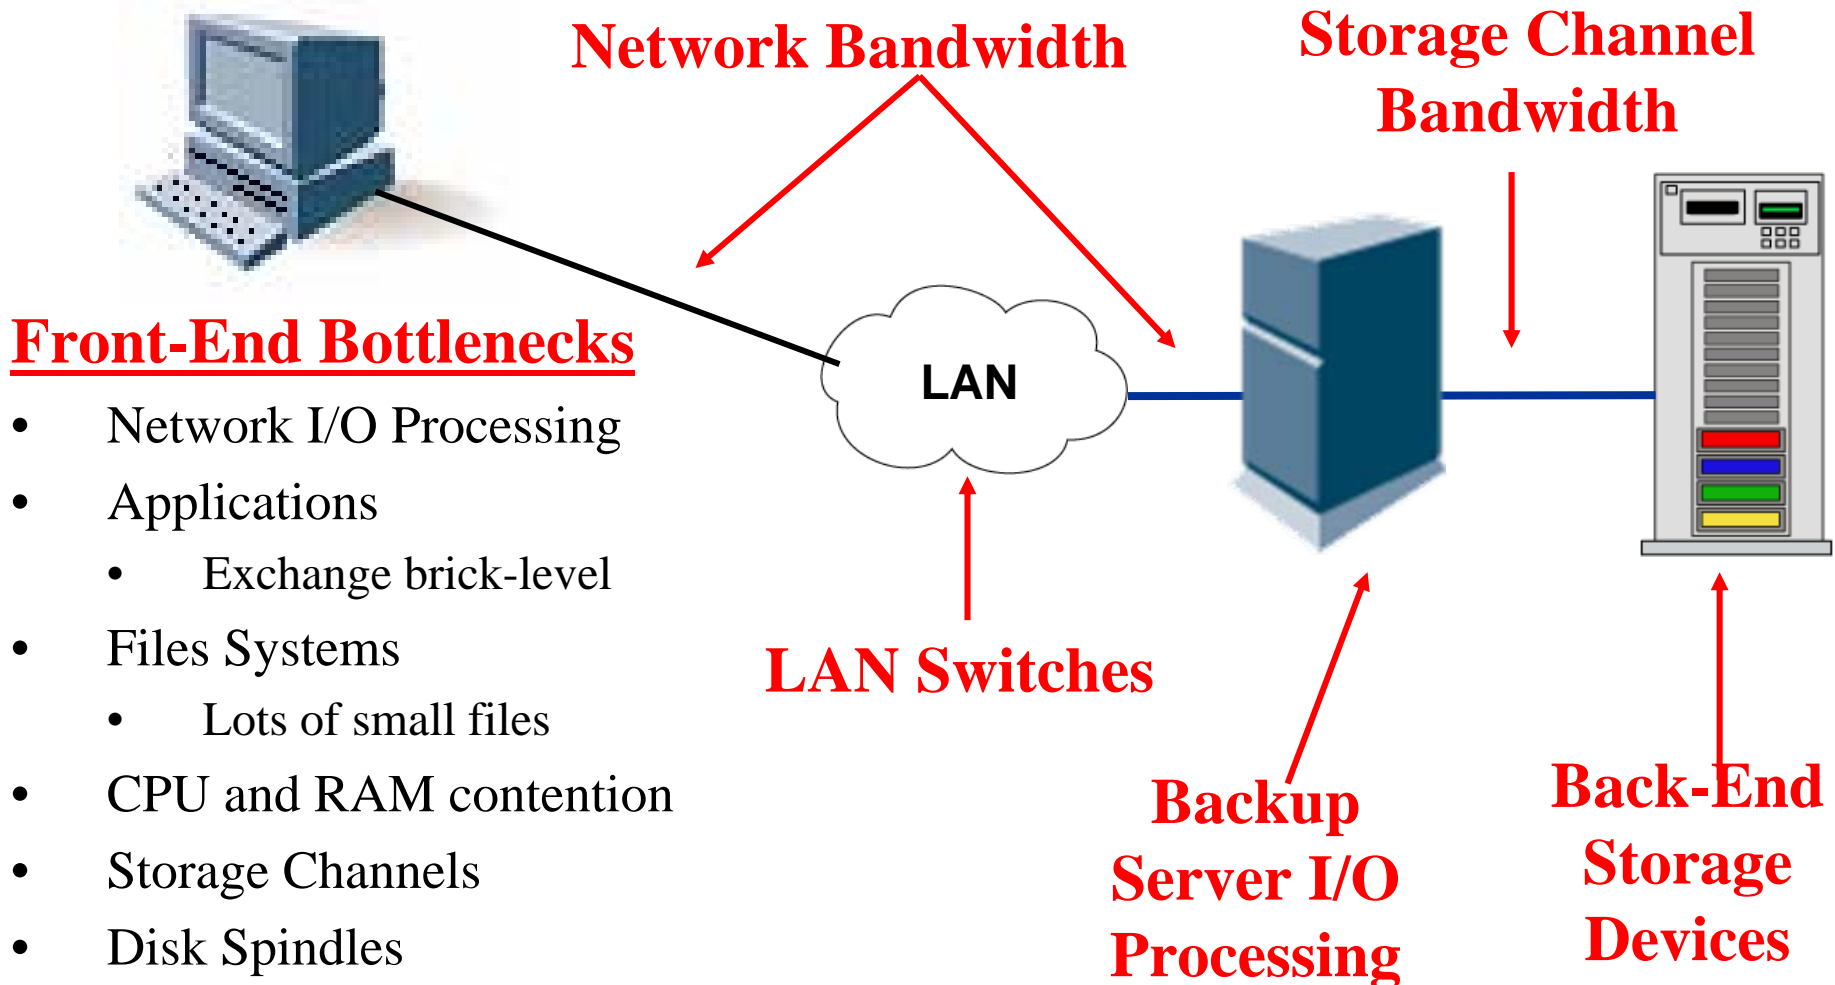 Network Bandwidth
Storage Channel
Bandwidth
Front-End Bottlenecks
• Network I/O Processing
• Applications
• Exchange brick-level
• Files Systems
• Lots of small files
• CPU and RAM contention
• Storage Channels
• Disk Spindles
LAN
LAN Switches
Backup
Server I/O
Processing
Back-End
Storage
Devices